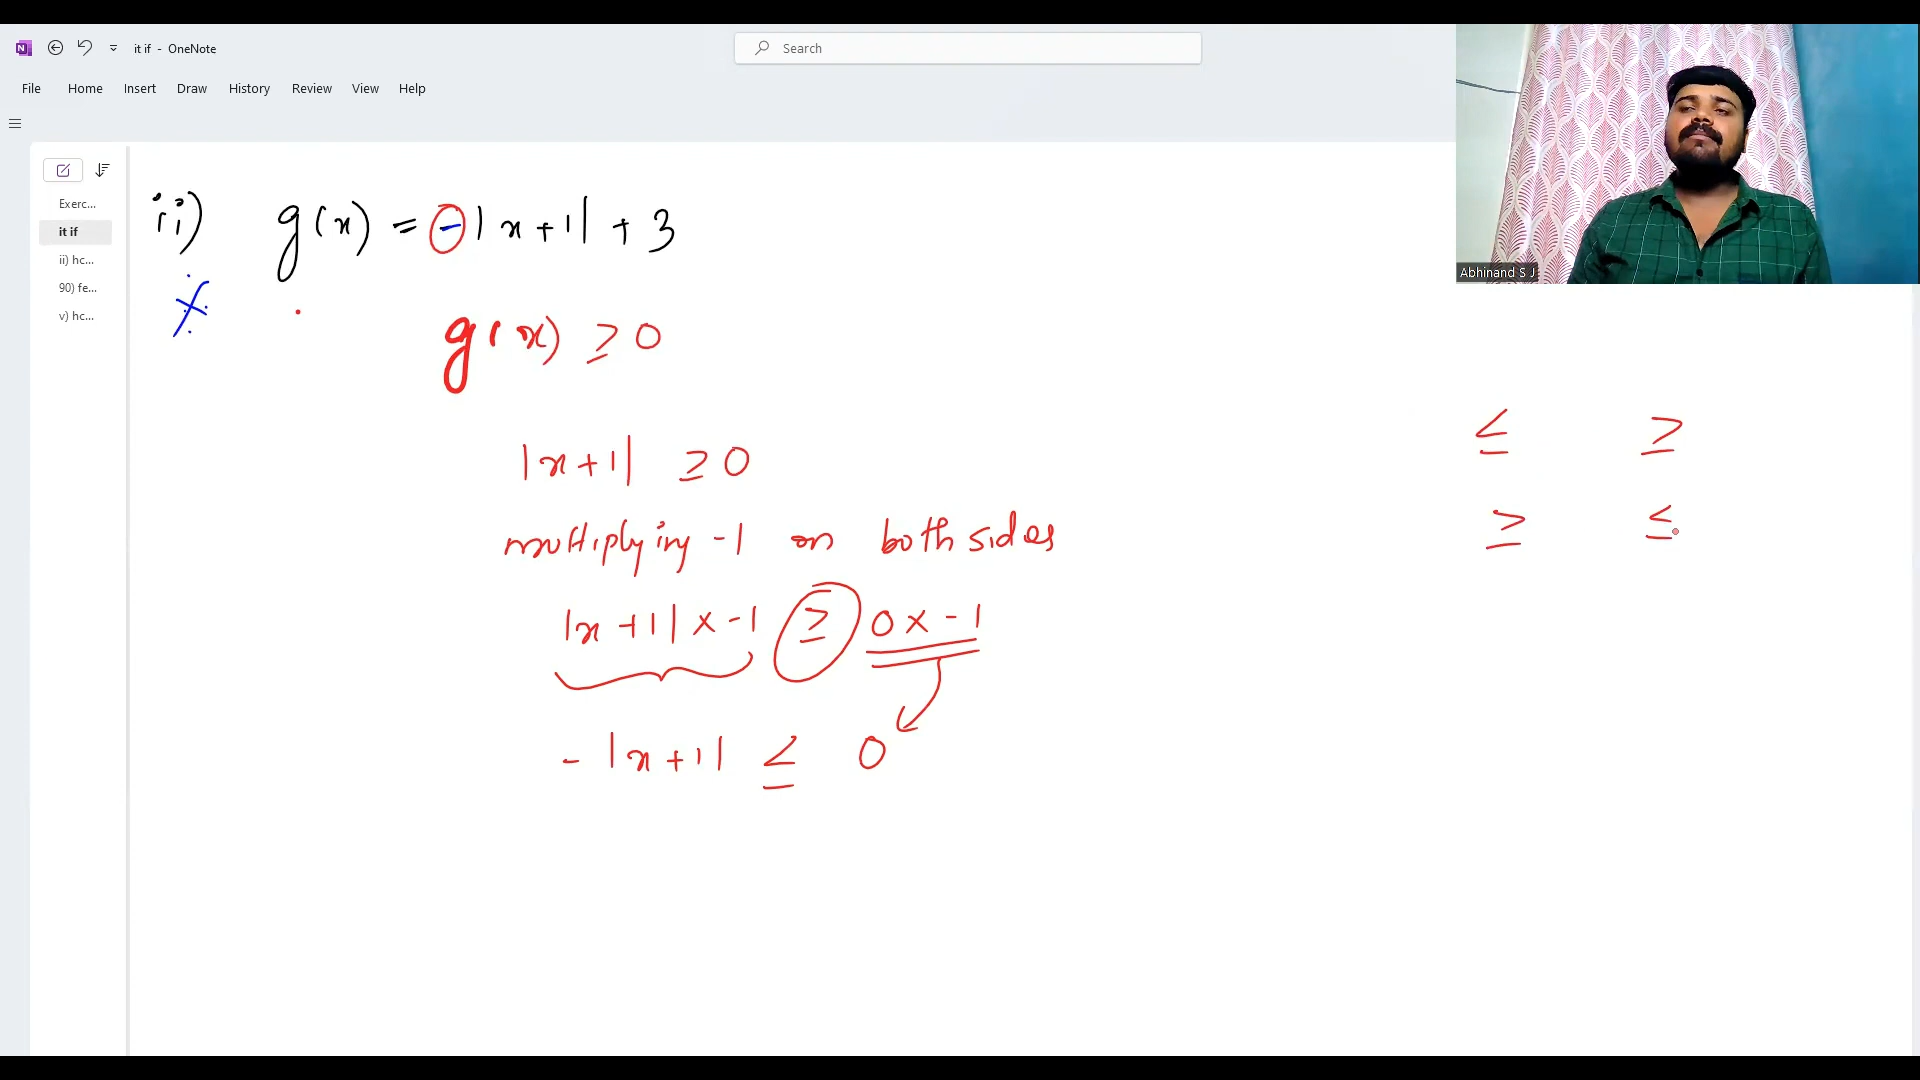 it if - OneNote
Search
File Home Insert Draw History Review View Help
Exerc...
it if
ii) hc...
90) fe...
v) hc...
Abhinand S J
ii) g(x) = -|x+1| + 3
g(x) ≥ 0
|x+1| ≥ 0
multiplying -1 on both sides
|x+1| x -1 ≥ 0 x -1
-|x+1| ≤ 0
≤ ≥
≥ ≤